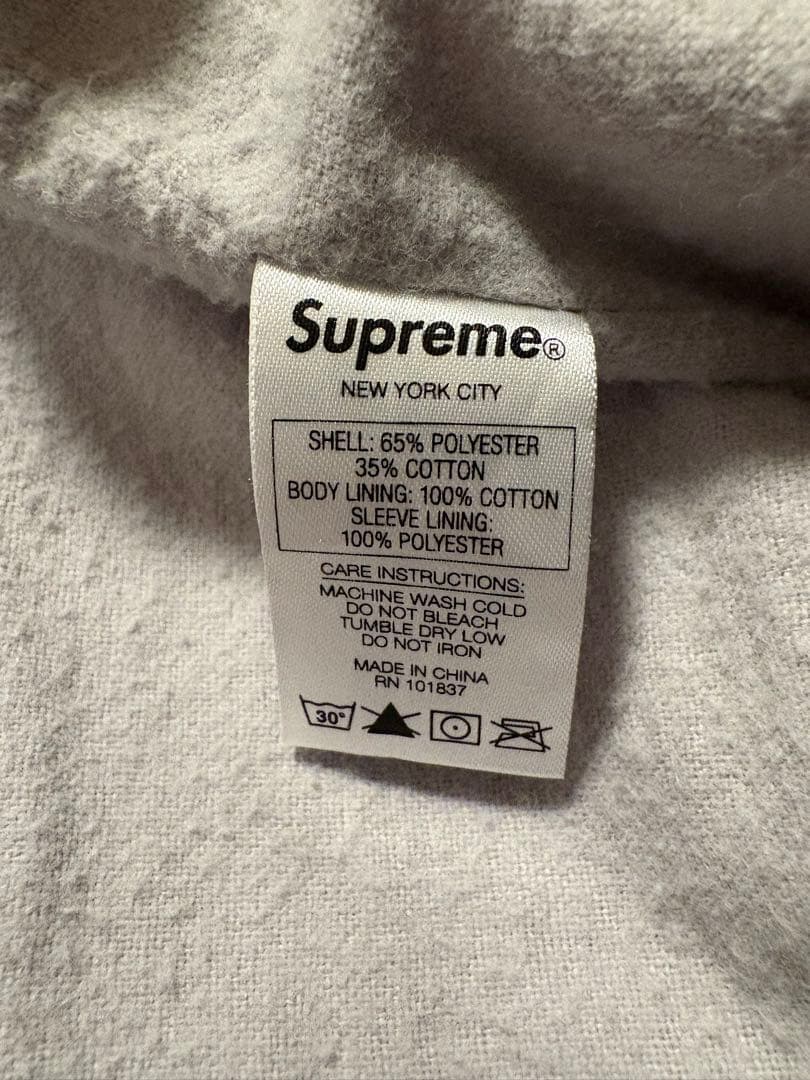 Supreme®
NEW YORK CITY
SHELL: 65% POLYESTER
35% COTTON
BODY LINING: 100% COTTON
SLEEVE LINING:
100% POLYESTER
CARE INSTRUCTIONS:
MACHINE WASH COLD
DO NOT BLEACH
TUMBLE DRY LOW
DO NOT IRON
MADE IN CHINA
RN 101837
30°